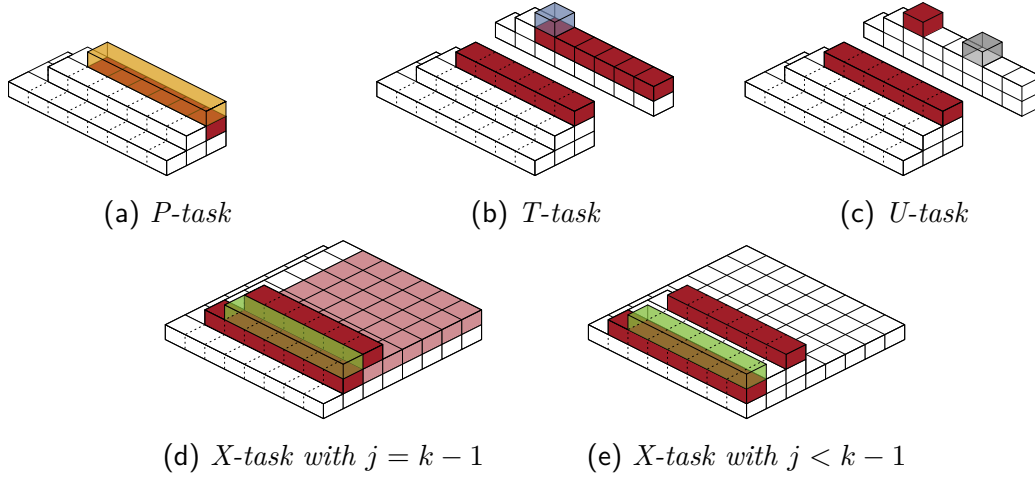 (a) P-task
(b) T-task
(c) U-task
(d) X-task with j = k − 1
(e) X-task with j < k − 1